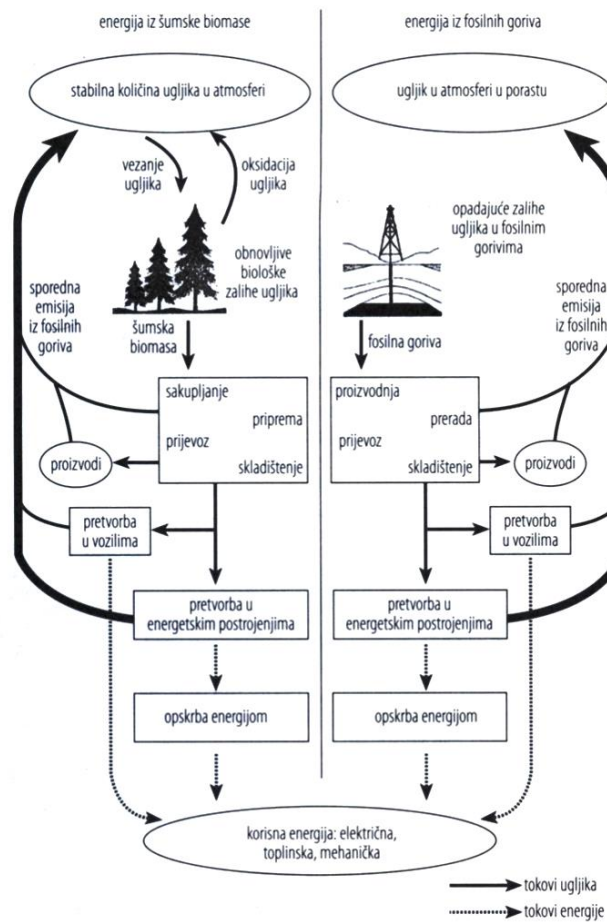 energija iz šumske biomase
stabilna količina ugljika u atmosferi
vezanje
ugljika
oksidacija
ugljika
obnovljive
biološke
zalihe ugljika
sporedna
emisija
iz fosilnih
goriva
šumska
biomasa
sakupljanje
priprema
prijevoz
skladištenje
proizvodi
pretvorba
u vozilima
pretvorba u
energetskim postrojenjima
opskrba energijom
energija iz fosilnih goriva
ugljik u atmosferi u porastu
opadajuće zalihe
ugljika u fosilnim
gorivima
sporedna
emisija
iz fosilnih
goriva
fosilna goriva
proizvodnja
prerada
prijevoz
skladištenje
proizvodi
pretvorba
u vozilima
pretvorba u
energetskim postrojenjima
opskrba energijom
korisna energija: električna,
toplinska, mehanička
tokovi ugljika
tokovi energije